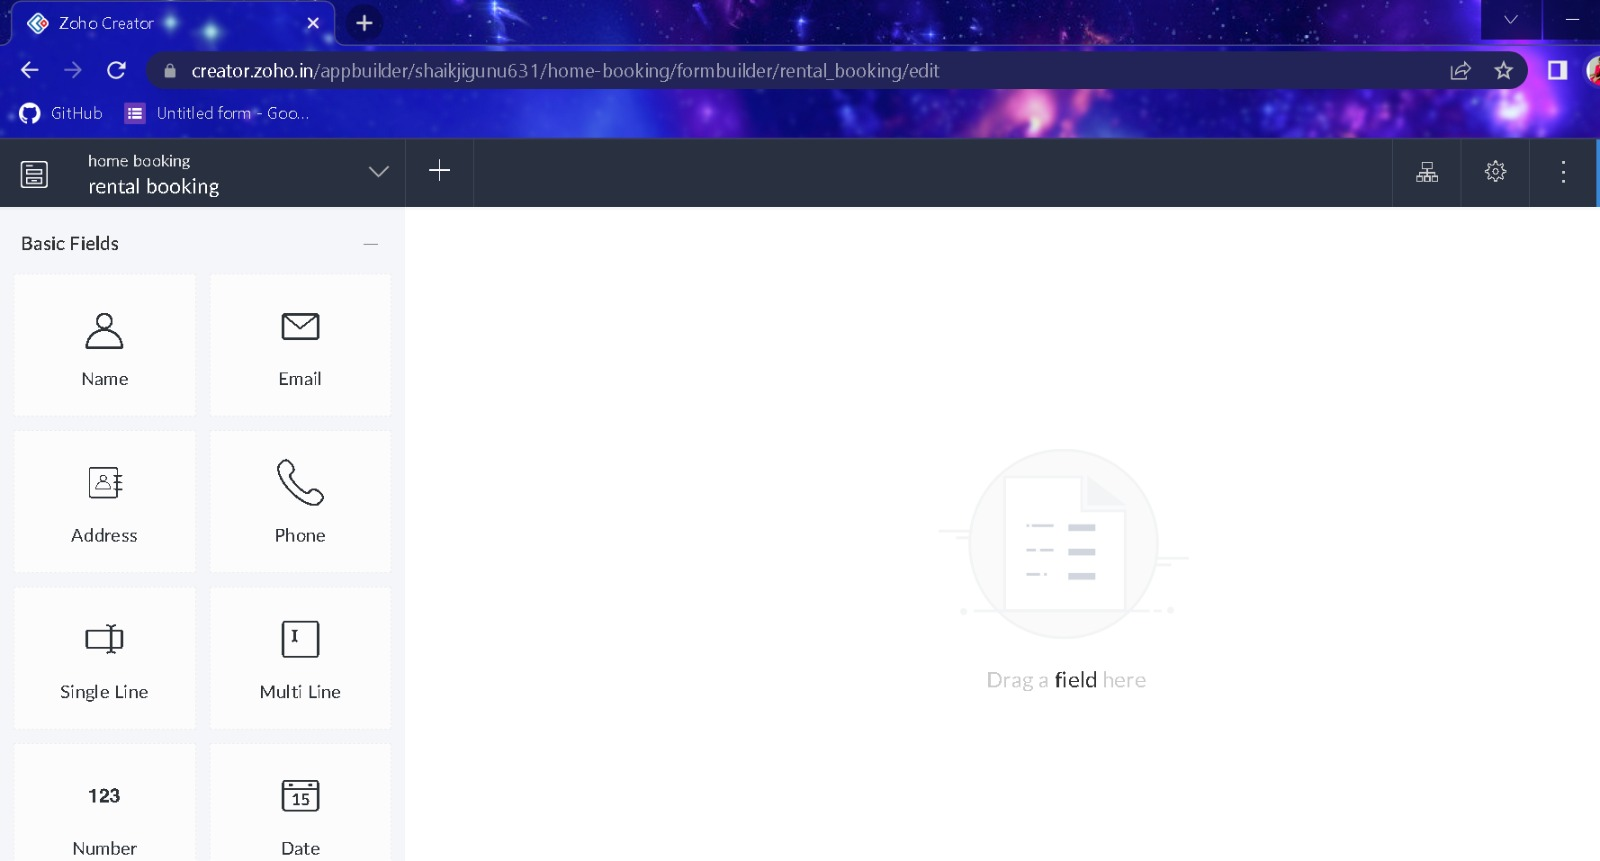 Zoho Creator
creator.zoho.in/appbuilder/shaikjigunu631/home-booking/formbuilder/rental_booking/edit
GitHub
Untitled form - Goo...
home booking
rental booking
Basic Fields
Name
Email
Address
Phone
Single Line
Multi Line
123
15
Number
Date
Drag a field here